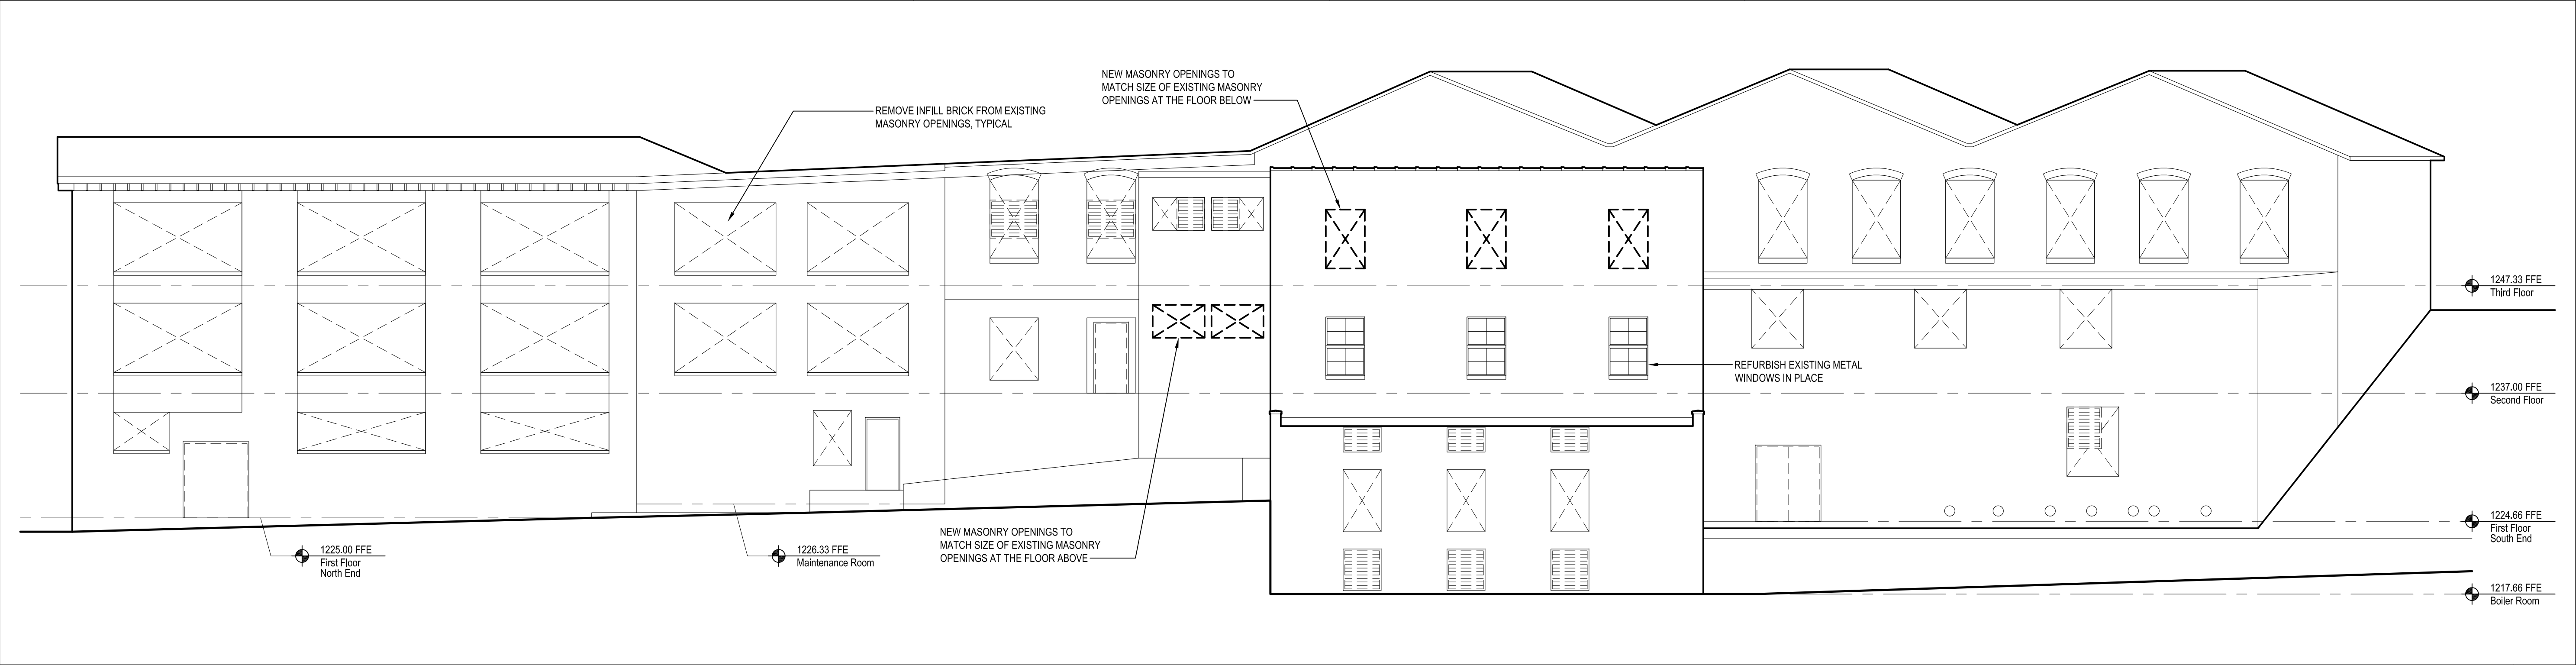 NEW MASONRY OPENINGS TO
MATCH SIZE OF EXISTING MASONRY
OPENINGS AT THE FLOOR BELOW
REMOVE INFILL BRICK FROM EXISTING
MASONRY OPENINGS, TYPICAL
1247.33 FFE
Third Floor
REFURBISH EXISTING METAL
WINDOWS IN PLACE
1237.00 FFE
Second Floor
1224.66 FFE
First Floor
South End
NEW MASONRY OPENINGS TO
MATCH SIZE OF EXISTING MASONRY
OPENINGS AT THE FLOOR ABOVE
1225.00 FFE
First Floor
North End
1226.33 FFE
Maintenance Room
1217.66 FFE
Boiler Room